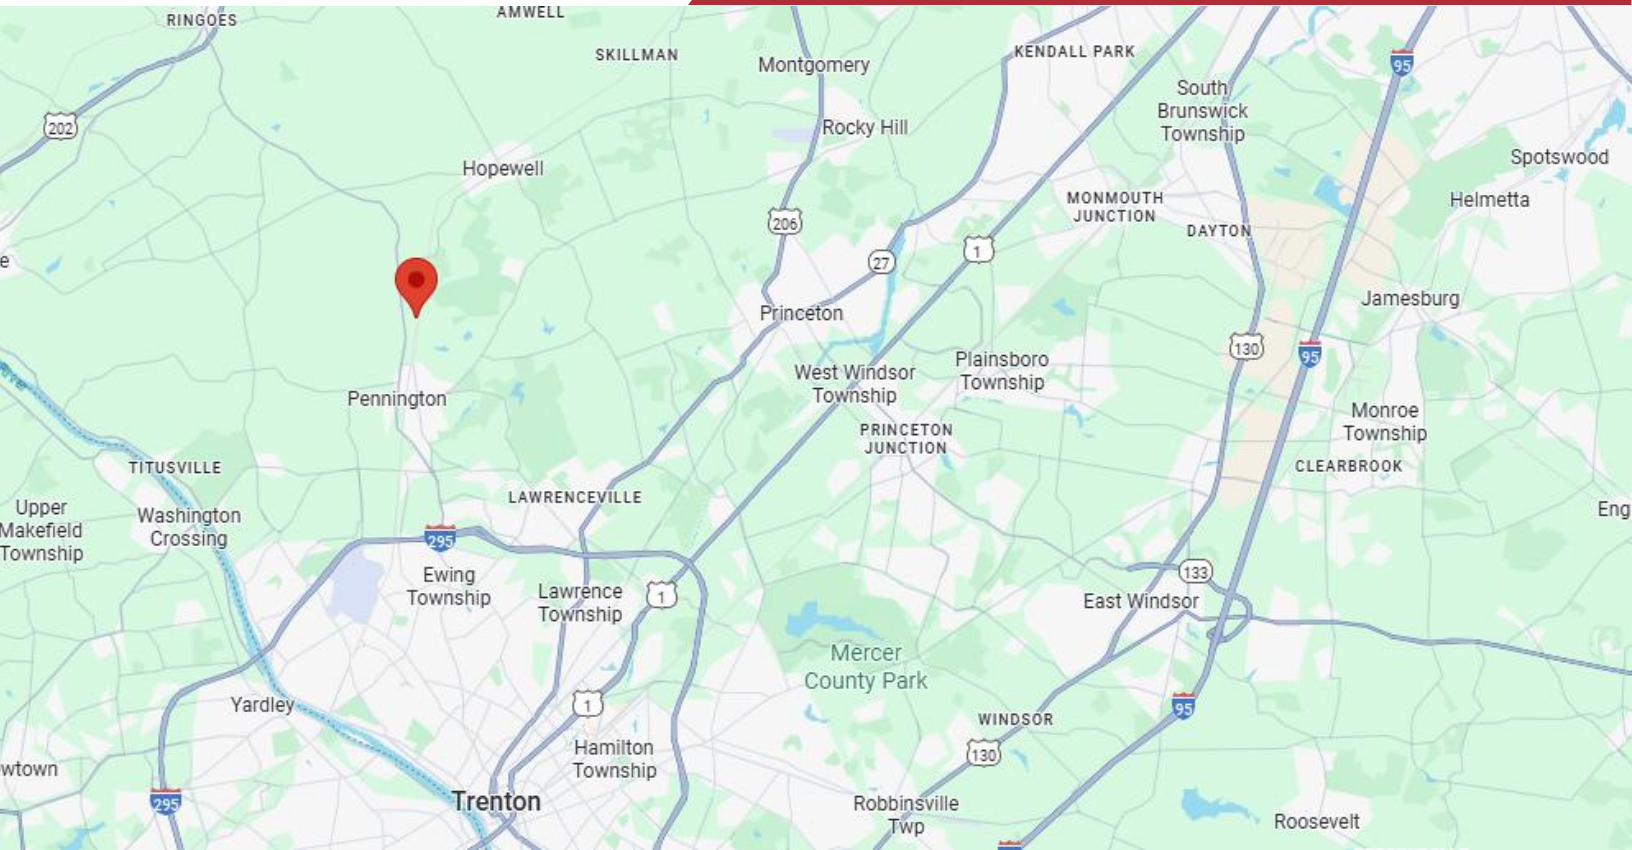 RINGOES
AMWELL
SKILLMAN
Montgomery
KENDALL PARK
95
South
Brunswick
Township
202
Rocky Hill
Hopewell
Spotswood
MONMOUTH
JUNCTION
Helmetta
206
DAYTON
27
1
e
Princeton
Jamesburg
130
95
West Windsor
Township
Plainsboro
Township
Pennington
Monroe
Township
PRINCETON
JUNCTION
TITUSVILLE
CLEARBROOK
LAWRENCEVILLE
Upper
Makefield
Township
Washington
Crossing
Eng
295
Ewing
Township
Lawrence
Township
1
133
East Windsor
Mercer
County Park
Yardley
1
95
WINDSOR
130
Hamilton
Township
wtown
295
Trenton
Robbinsville
Twp
Roosevelt